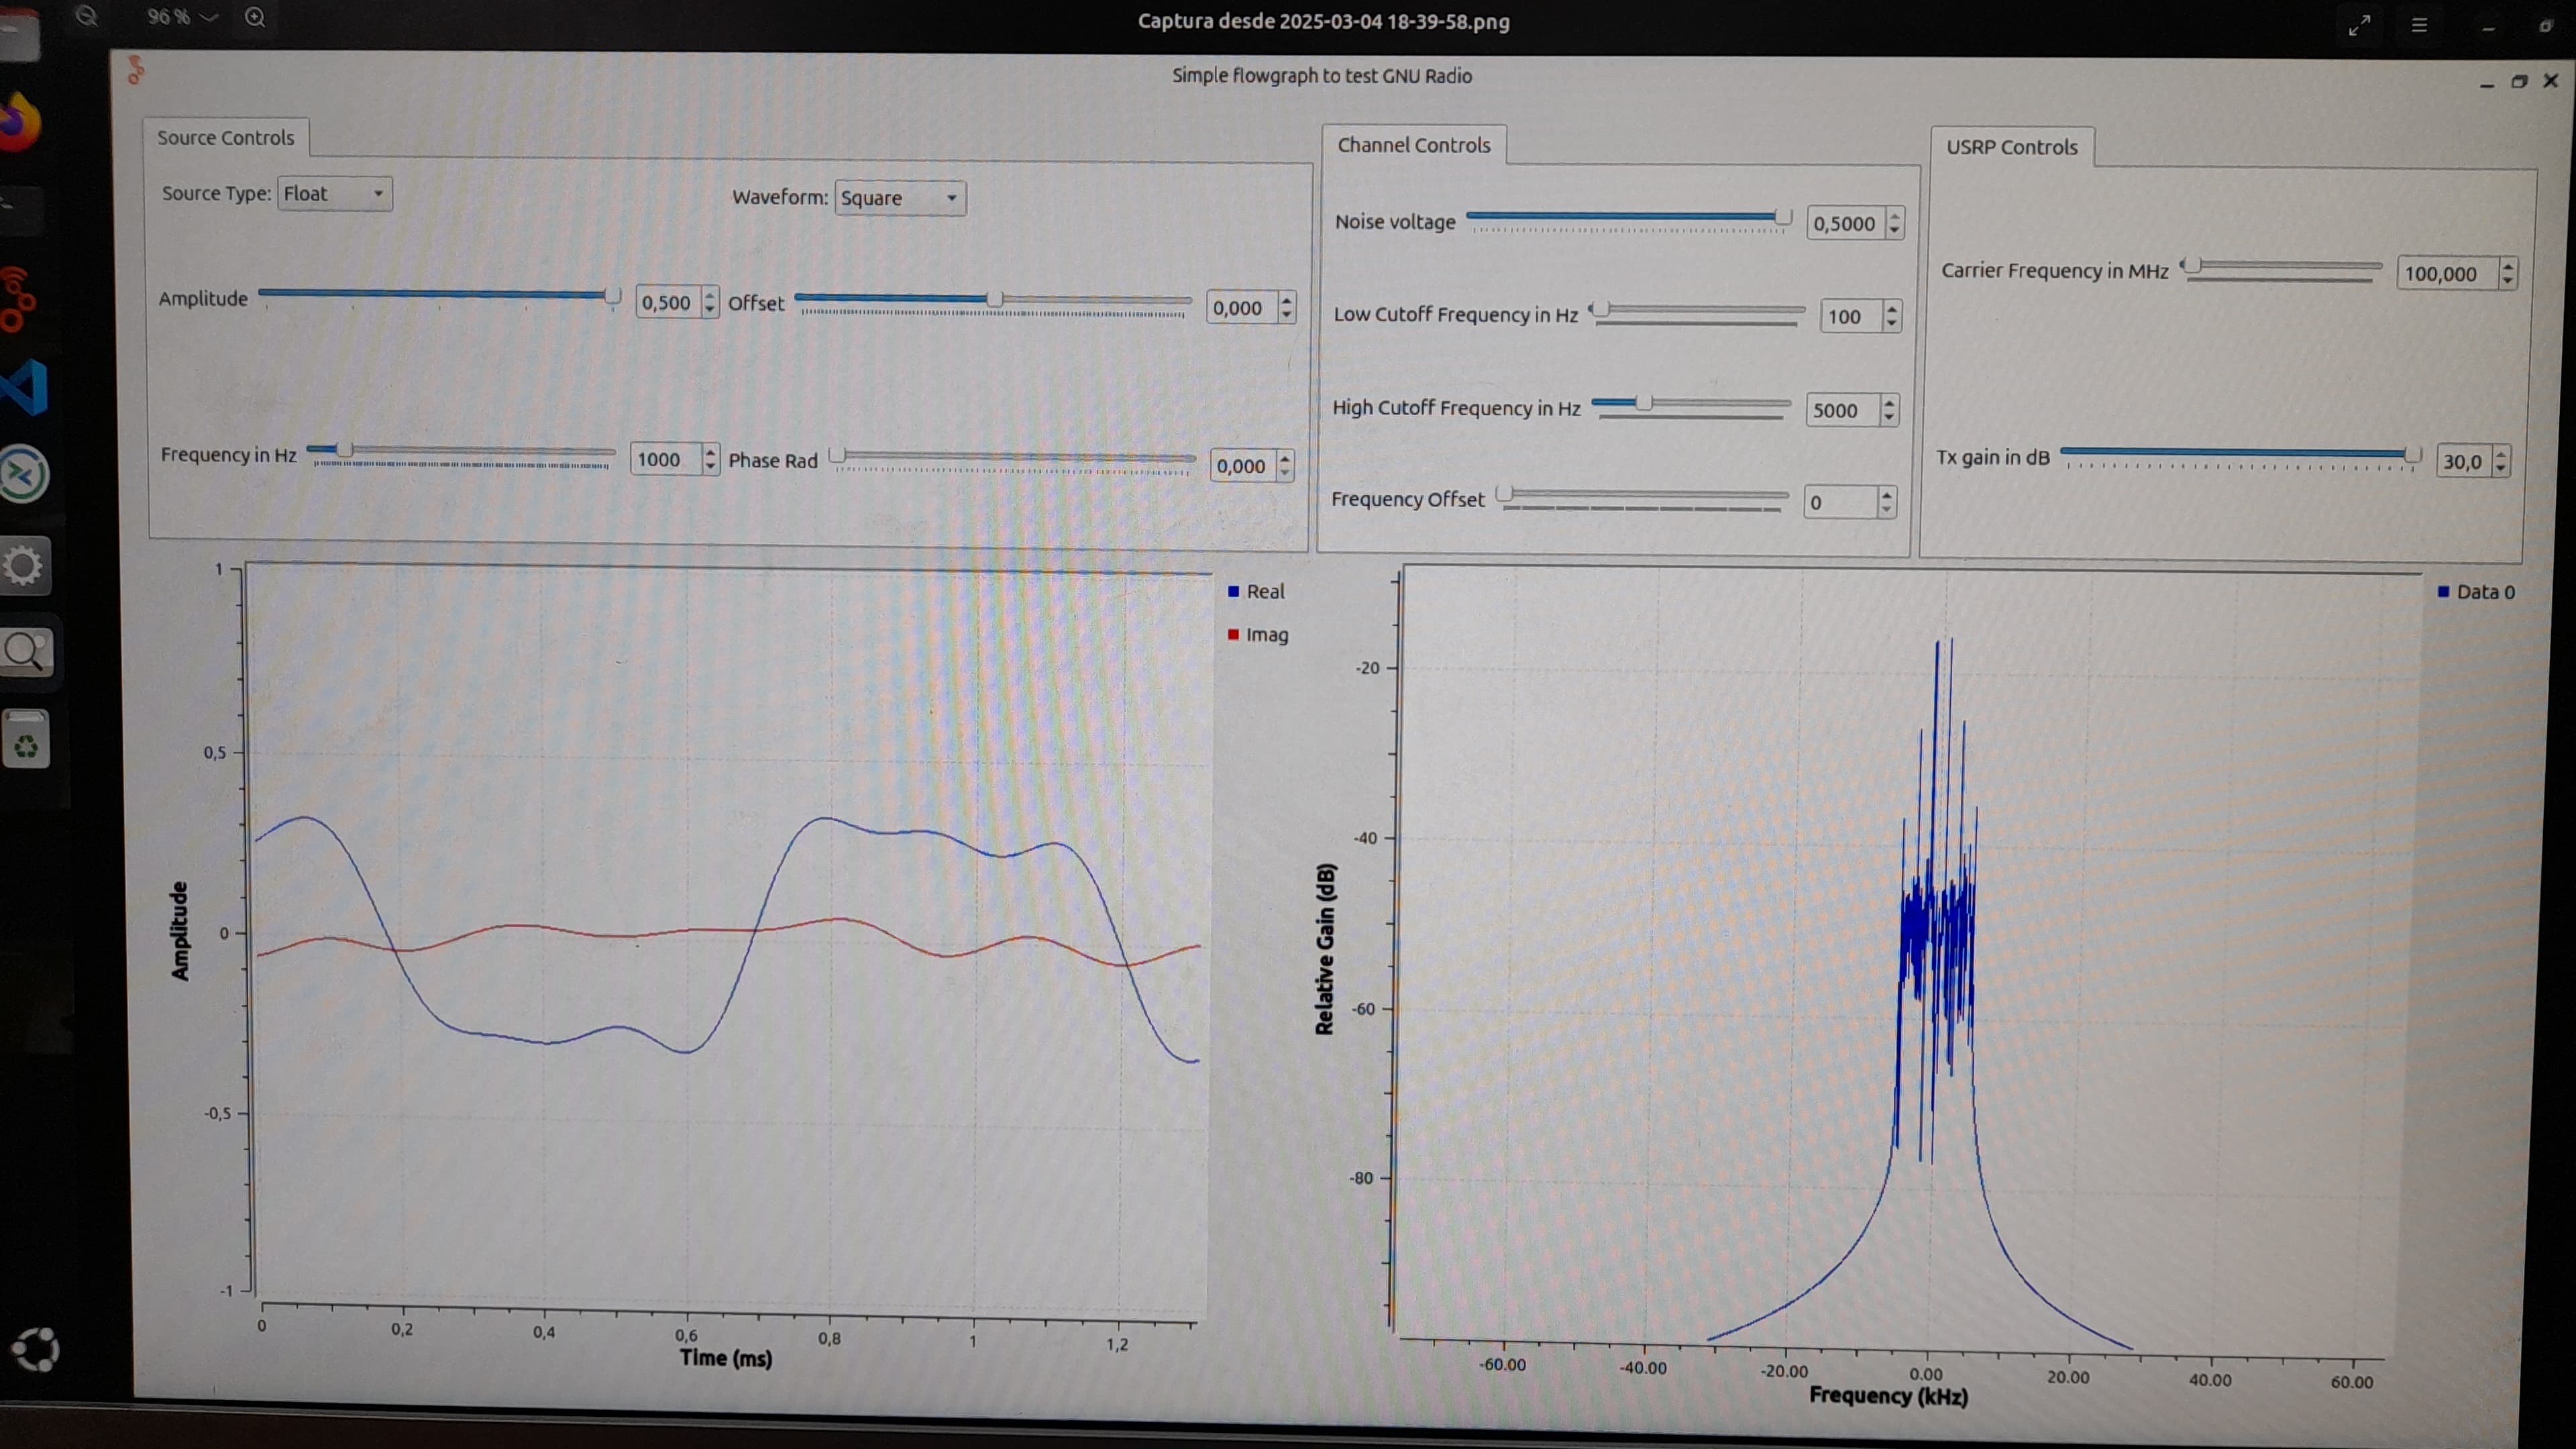 96 %
Captura desde 2025-03-04 18-39-58.png
Simple flowgraph to test GNU Radio
Source Controls
Source Type: Float
Waveform: Square
Amplitude 0,500 Offset 0,000
Frequency in Hz 1000 Phase Rad 0,000
Channel Controls
Noise voltage 0,5000
Low Cutoff Frequency in Hz 100
High Cutoff Frequency in Hz 5000
Frequency Offset 0
USRP Controls
Carrier Frequency in MHz 100,000
Tx gain in dB 30,0
1
0,5
0
-0,5
-1
Amplitude
0 0,2 0,4 0,6 0,8 1 1,2
Time (ms)
Real
Imag
-20
-40
-60
-80
Relative Gain (dB)
-60.00 -40.00 -20.00 0.00 20.00 40.00 60.00
Frequency (kHz)
Data 0